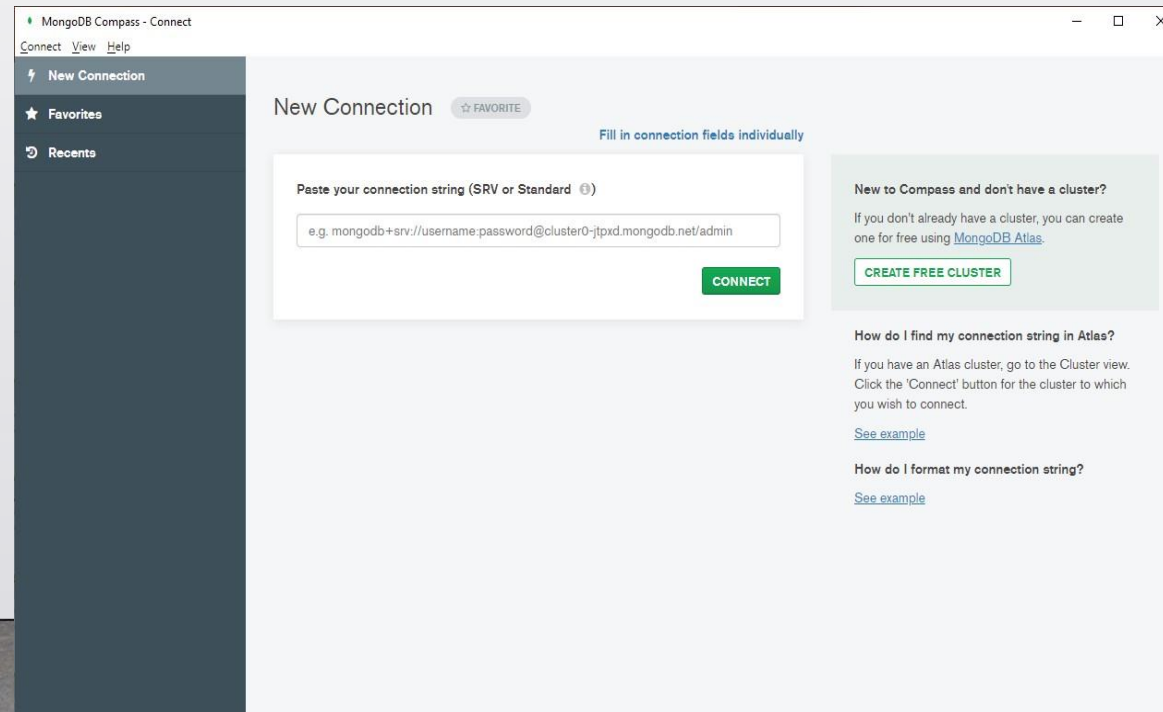 MongoDB Compass - Connect
Connect View Help
New Connection
Favorites
Recents
New Connection
FAVORITE
Fill in connection fields individually
Paste your connection string (SRV or Standard )
e.g. mongodb+srv://username:password@cluster0-jtpxd.mongodb.net/admin
CONNECT
New to Compass and don't have a cluster?
If you don't already have a cluster, you can create
one for free using MongoDB Atlas.
CREATE FREE CLUSTER
How do I find my connection string in Atlas?
If you have an Atlas cluster, go to the Cluster view.
Click the 'Connect' button for the cluster to which
you wish to connect.
See example
How do I format my connection string?
See example